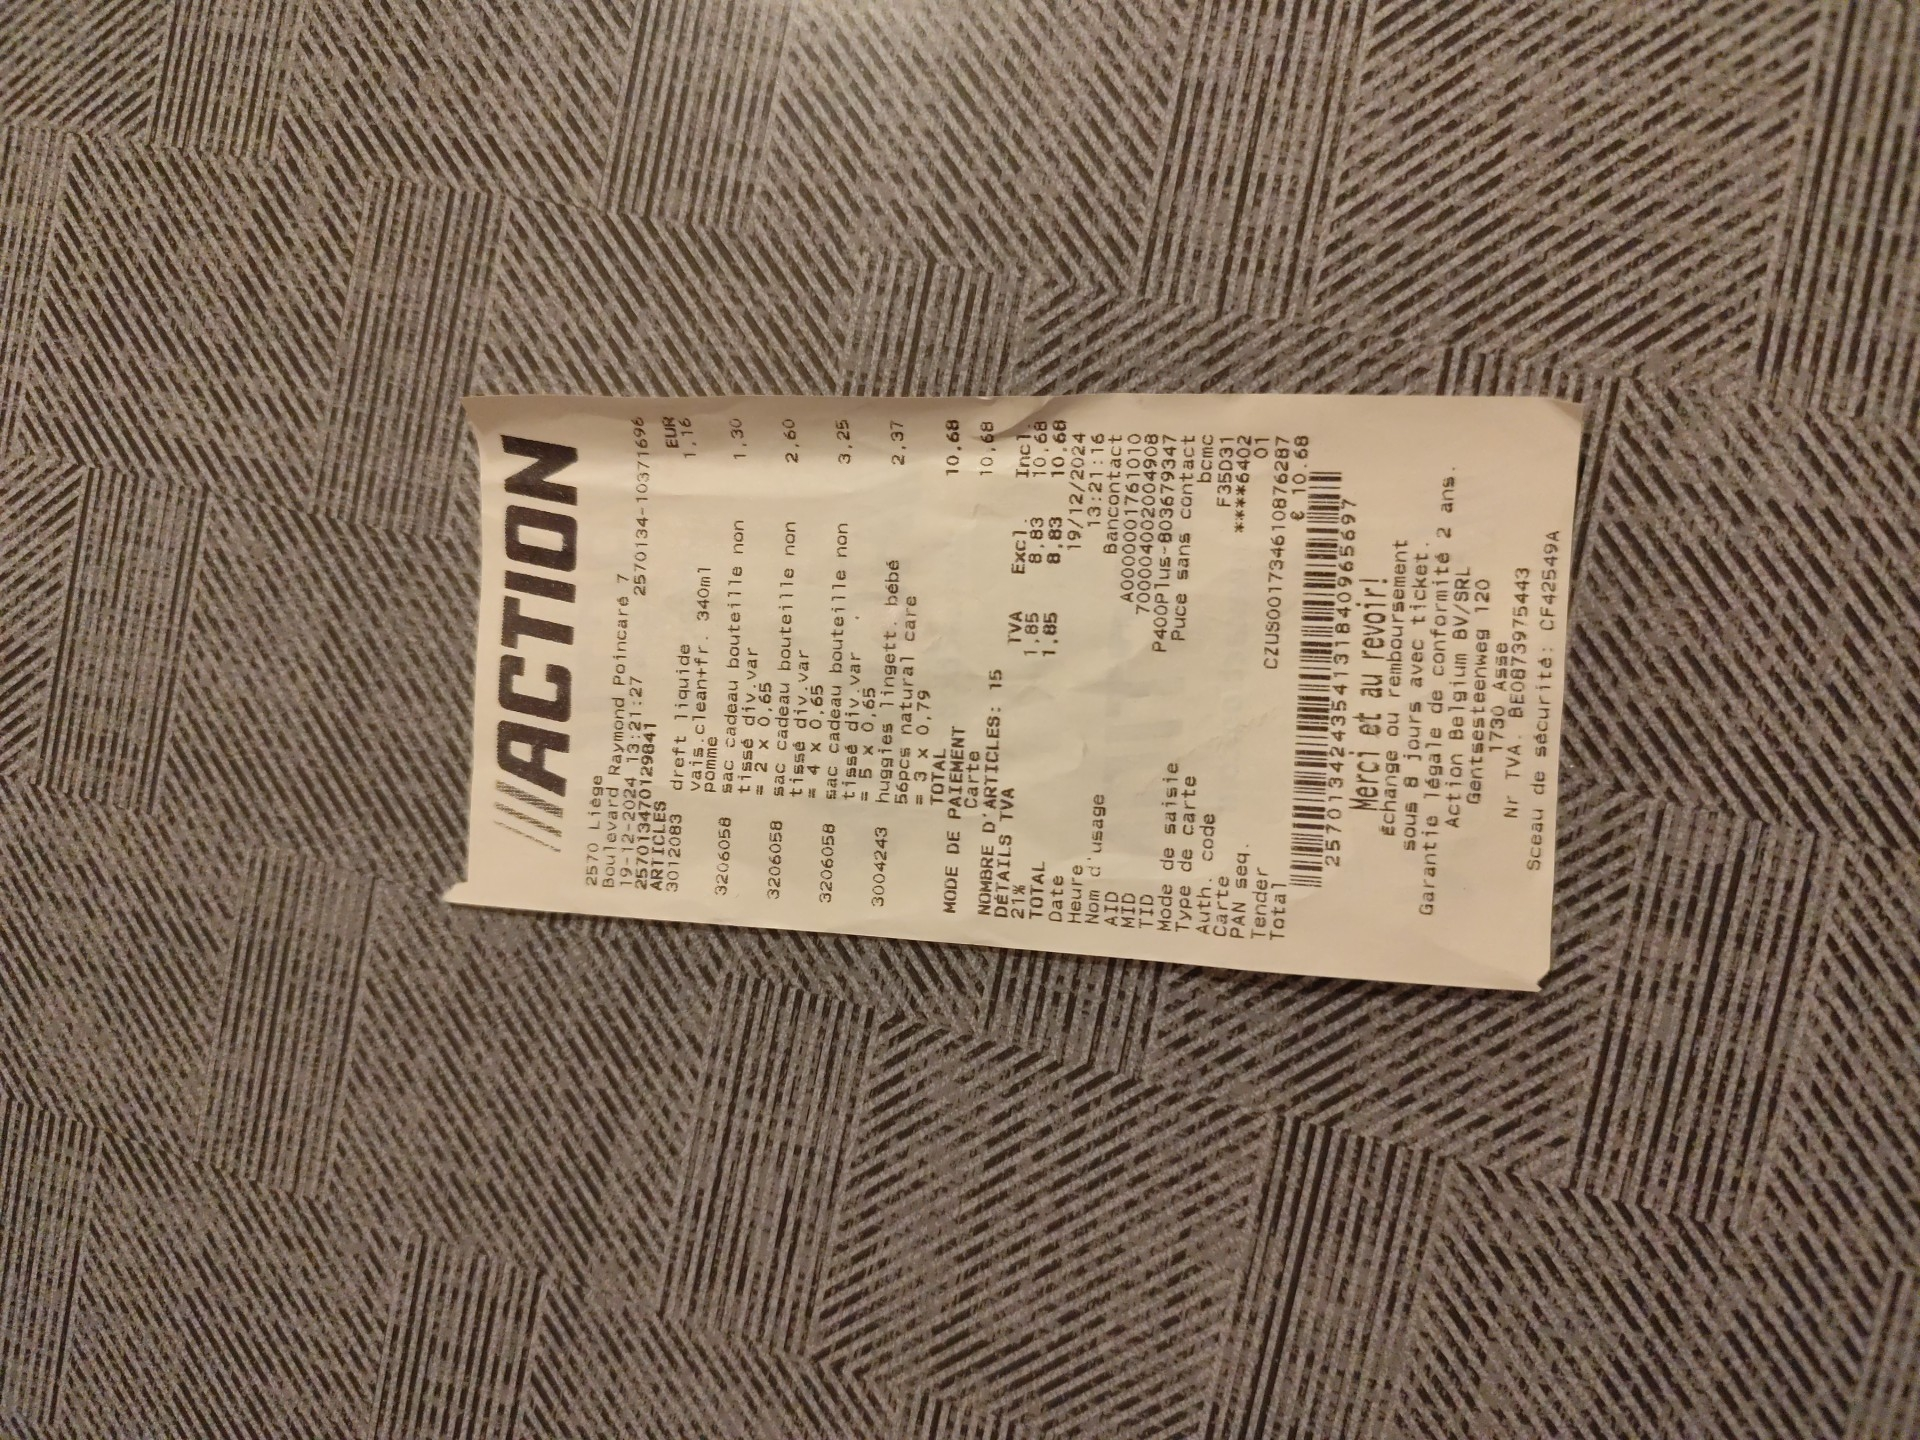 ACTION
2570 Liège
Boulevard Raymond Poincaré 7
19-12-2024 13:21:27 2570134-10371696
257013470129841
ARTICLES EUR
3012083 dreft liquide 1,16
vais.clean+fr. 340ml
pomme
3206058 sac cadeau bouteille non 1,30
tissé div.var
= 2 x 0,65
3206058 sac cadeau bouteille non 2,60
tissé div.var
= 4 x 0,65
3206058 sac cadeau bouteille non 3,25
tissé div.var
= 5 x 0,65
3004243 huggies lingett. bébé 2,37
56pcs natural care
= 3 x 0,79
TOTAL 10,68
MODE DE PAIEMENT
Carte 10,68
NOMBRE D'ARTICLES: 15
DÉTAILS TVA TVA Excl. Incl.
21% 1,85 8,83 10,68
TOTAL 1,85 8,83 10,68
Date 19/12/2024
Heure 13:21:16
Nom d'usage Bancontact
AID A0000001761010
MID 7000040020049​08
TID P400Plus-803679347
Mode de saisie Puce sans contact
Type de carte bcmc
Auth. code F35D31
Carte ****6402
PAN seq. 01
Tender CZUS001734610876287
Total € 10.68
2570134243541318409​65697
Merci et au revoir!
Échange ou remboursement
sous 8 jours avec ticket.
Garantie légale de conformité 2 ans.
Action Belgium BV/SRL
Gentsesteenweg 120
1730 Asse
Nr TVA. BE0873975443
Sceau de sécurité: CF42549A